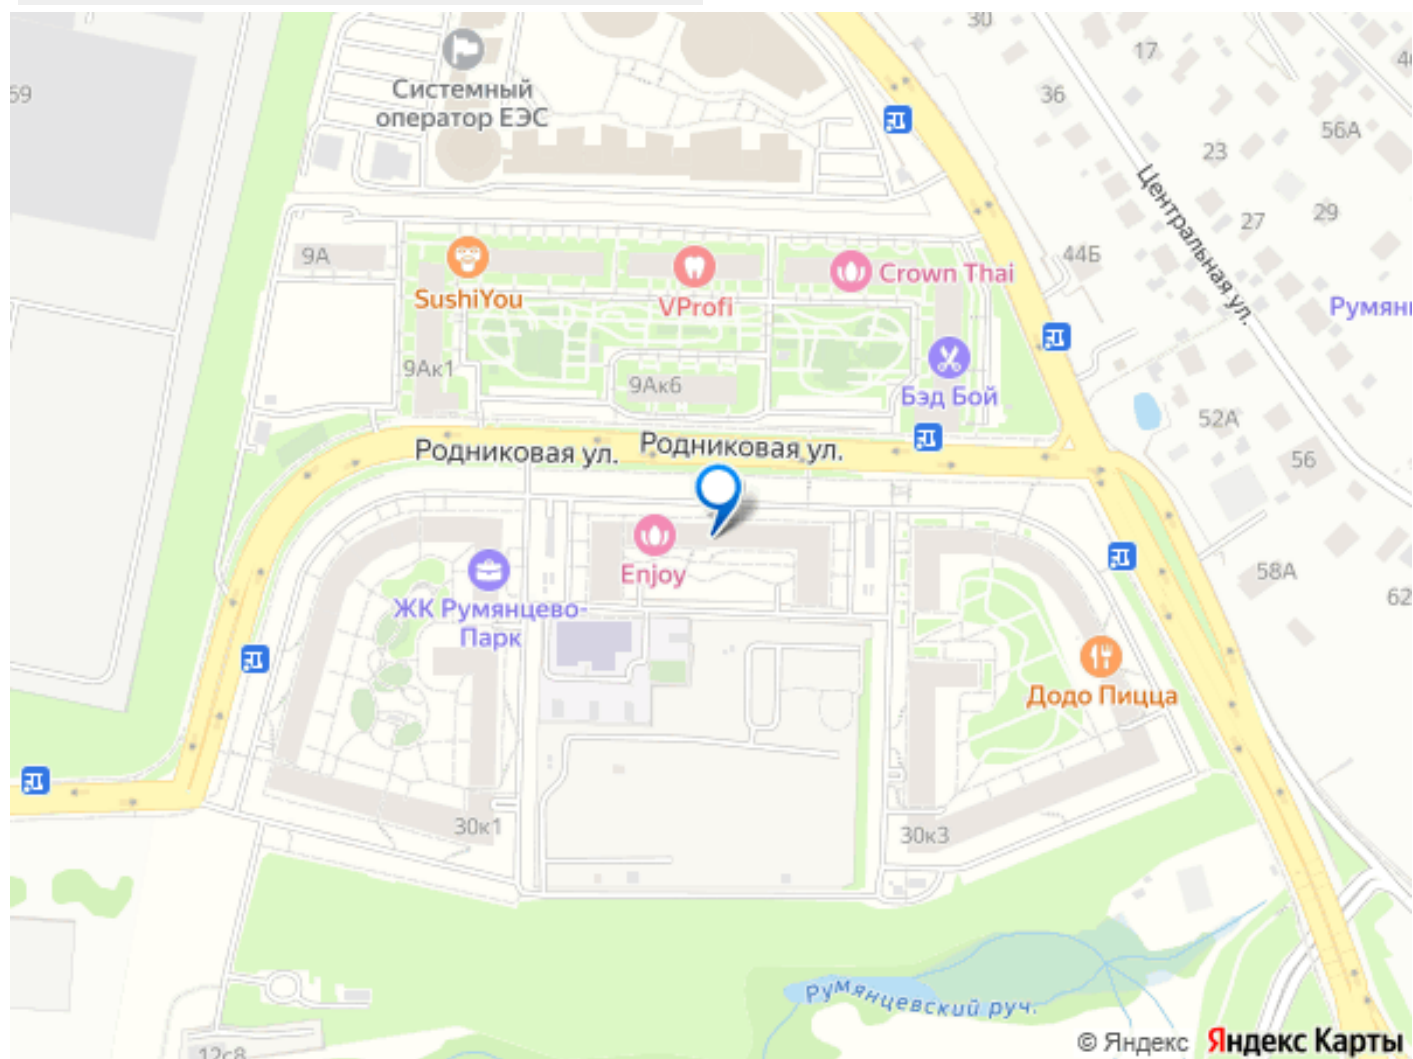 30
17
59
36
Системный
оператор ЕЭС
56А
23
Центральная ул.
29
27
9А
44Б
SushiYou
VProfi
Crown Thai
Румян
9Ак1
9Ак6
Бэд Бой
52А
Родниковая ул.
Родниковая ул.
56
Enjoy
58А
62
ЖК Румянцево-
Парк
Додо Пицца
30к1
30к3
Румянцевский руч.
12с8
© Яндекс Яндекс Карты